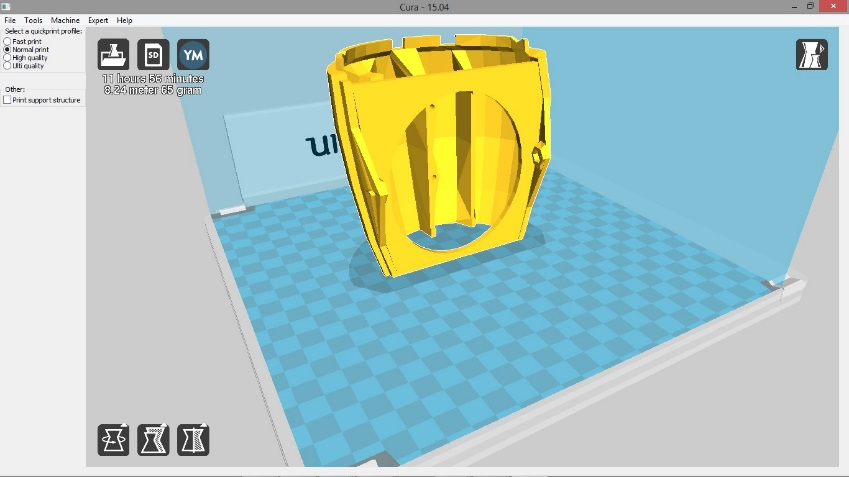 Cura - 15.04
File Tools Machine Expert Help
Select a quickprint profile:
Fast print
Normal print
High quality
Ulti quality
Other:
Print support structure
SD
YM
11 hours 56 minutes
8.24 meter 65 gram